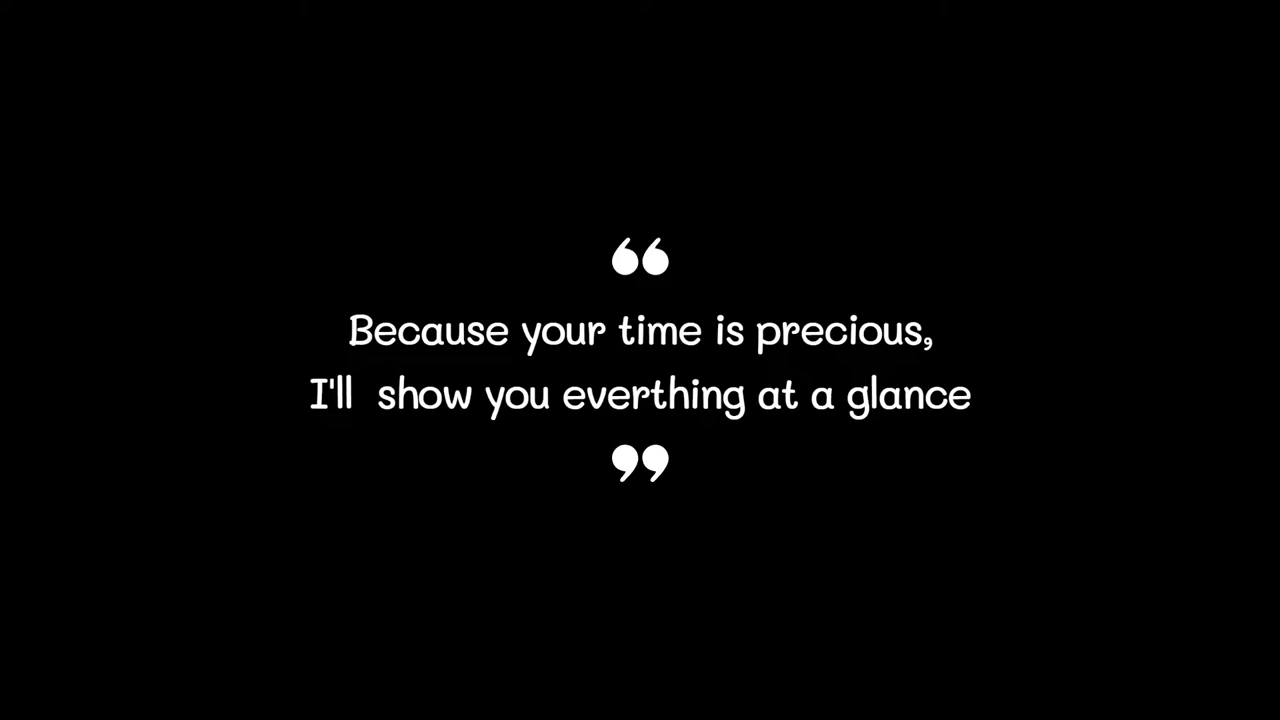 “
Because your time is precious,
I'll  show you everthing at a glance
”